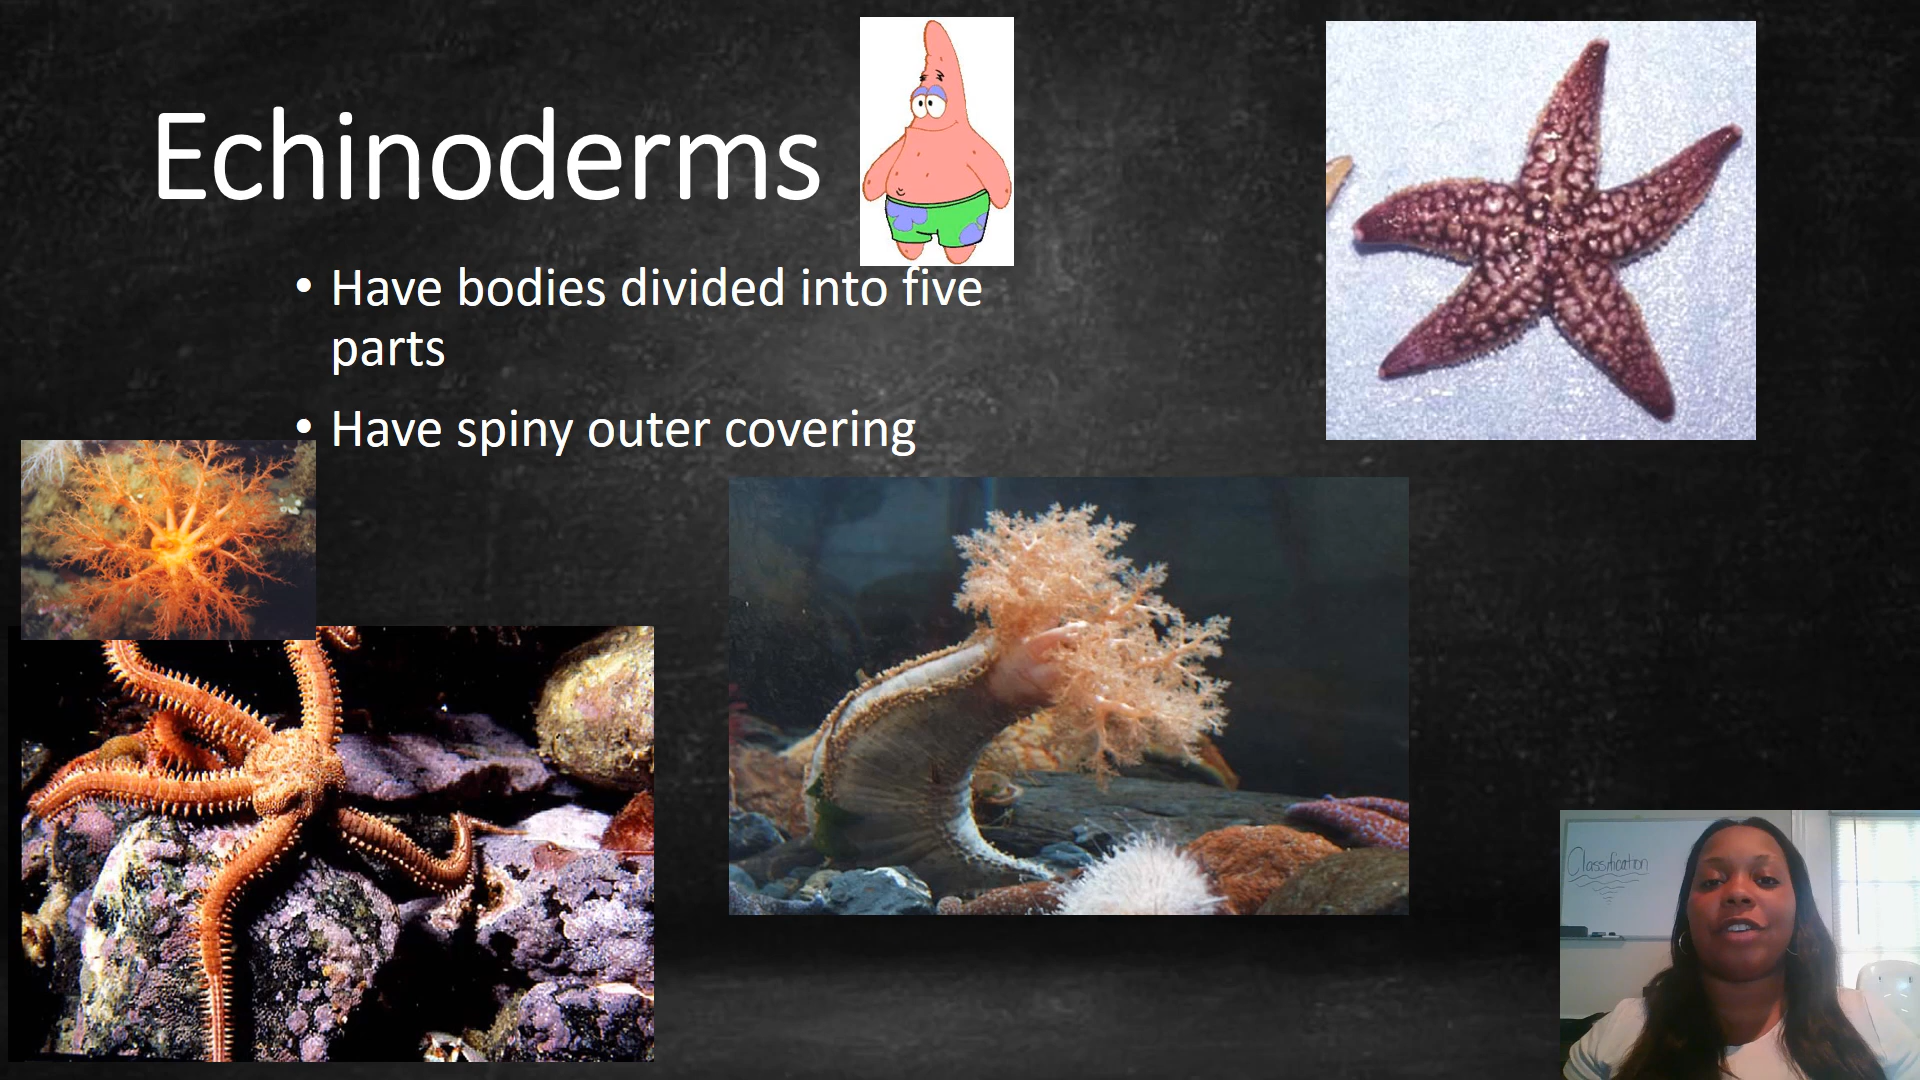 Echinoderms
• Have bodies divided into five
parts
• Have spiny outer covering
Classification